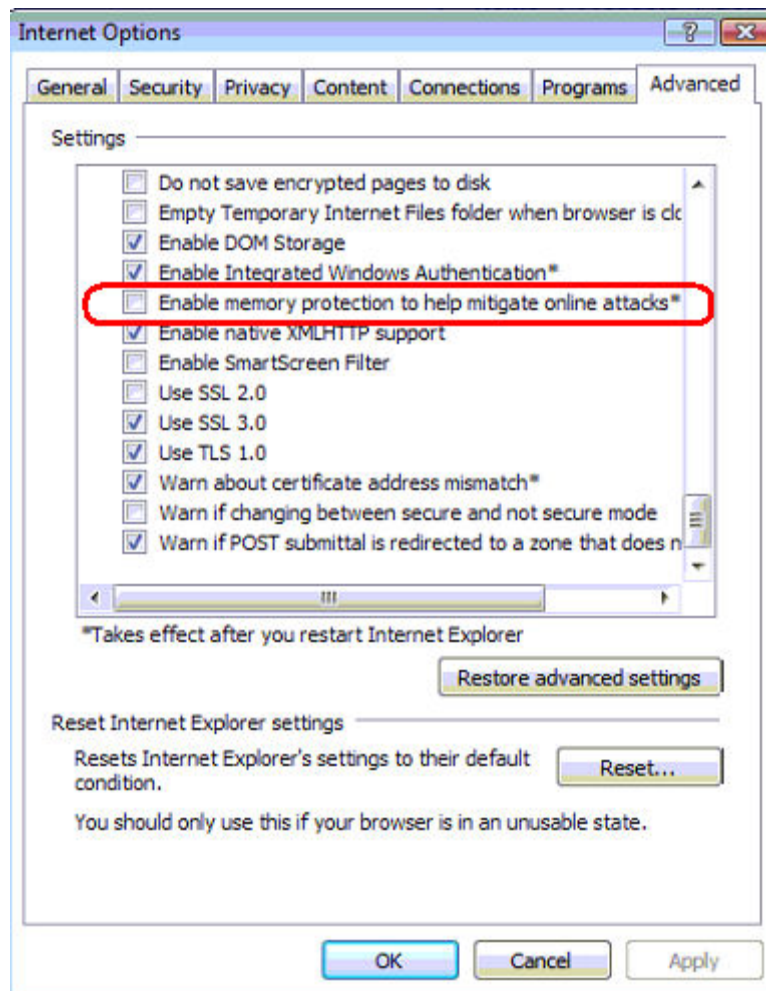 Internet Options
General Security Privacy Content Connections Programs Advanced
Settings
Do not save encrypted pages to disk
Empty Temporary Internet Files folder when browser is clo
Enable DOM Storage
Enable Integrated Windows Authentication*
Enable memory protection to help mitigate online attacks*
Enable native XMLHTTP support
Enable SmartScreen Filter
Use SSL 2.0
Use SSL 3.0
Use TLS 1.0
Warn about certificate address mismatch*
Warn if changing between secure and not secure mode
Warn if POST submittal is redirected to a zone that does n
*Takes effect after you restart Internet Explorer
Restore advanced settings
Reset Internet Explorer settings
Resets Internet Explorer's settings to their default
condition.
Reset...
You should only use this if your browser is in an unusable state.
OK Cancel Apply